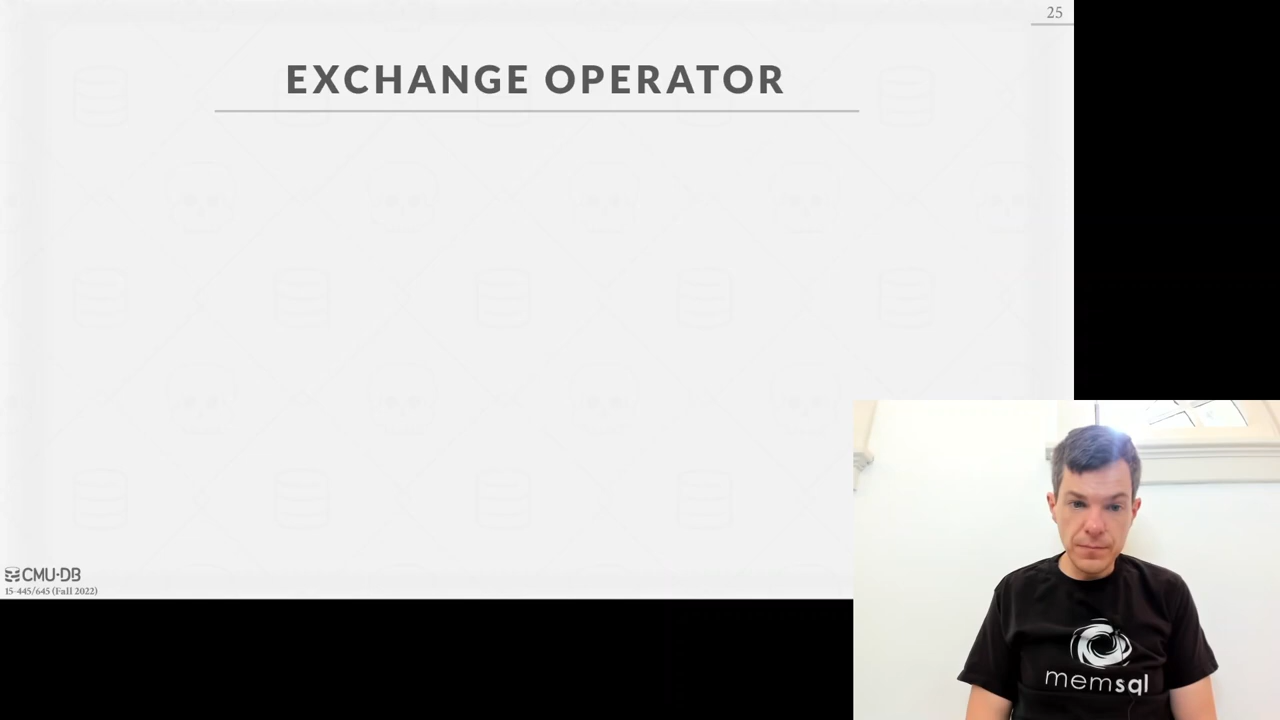 25
EXCHANGE OPERATOR
CMU·DB
15-445/645 (Fall 2022)
memsql